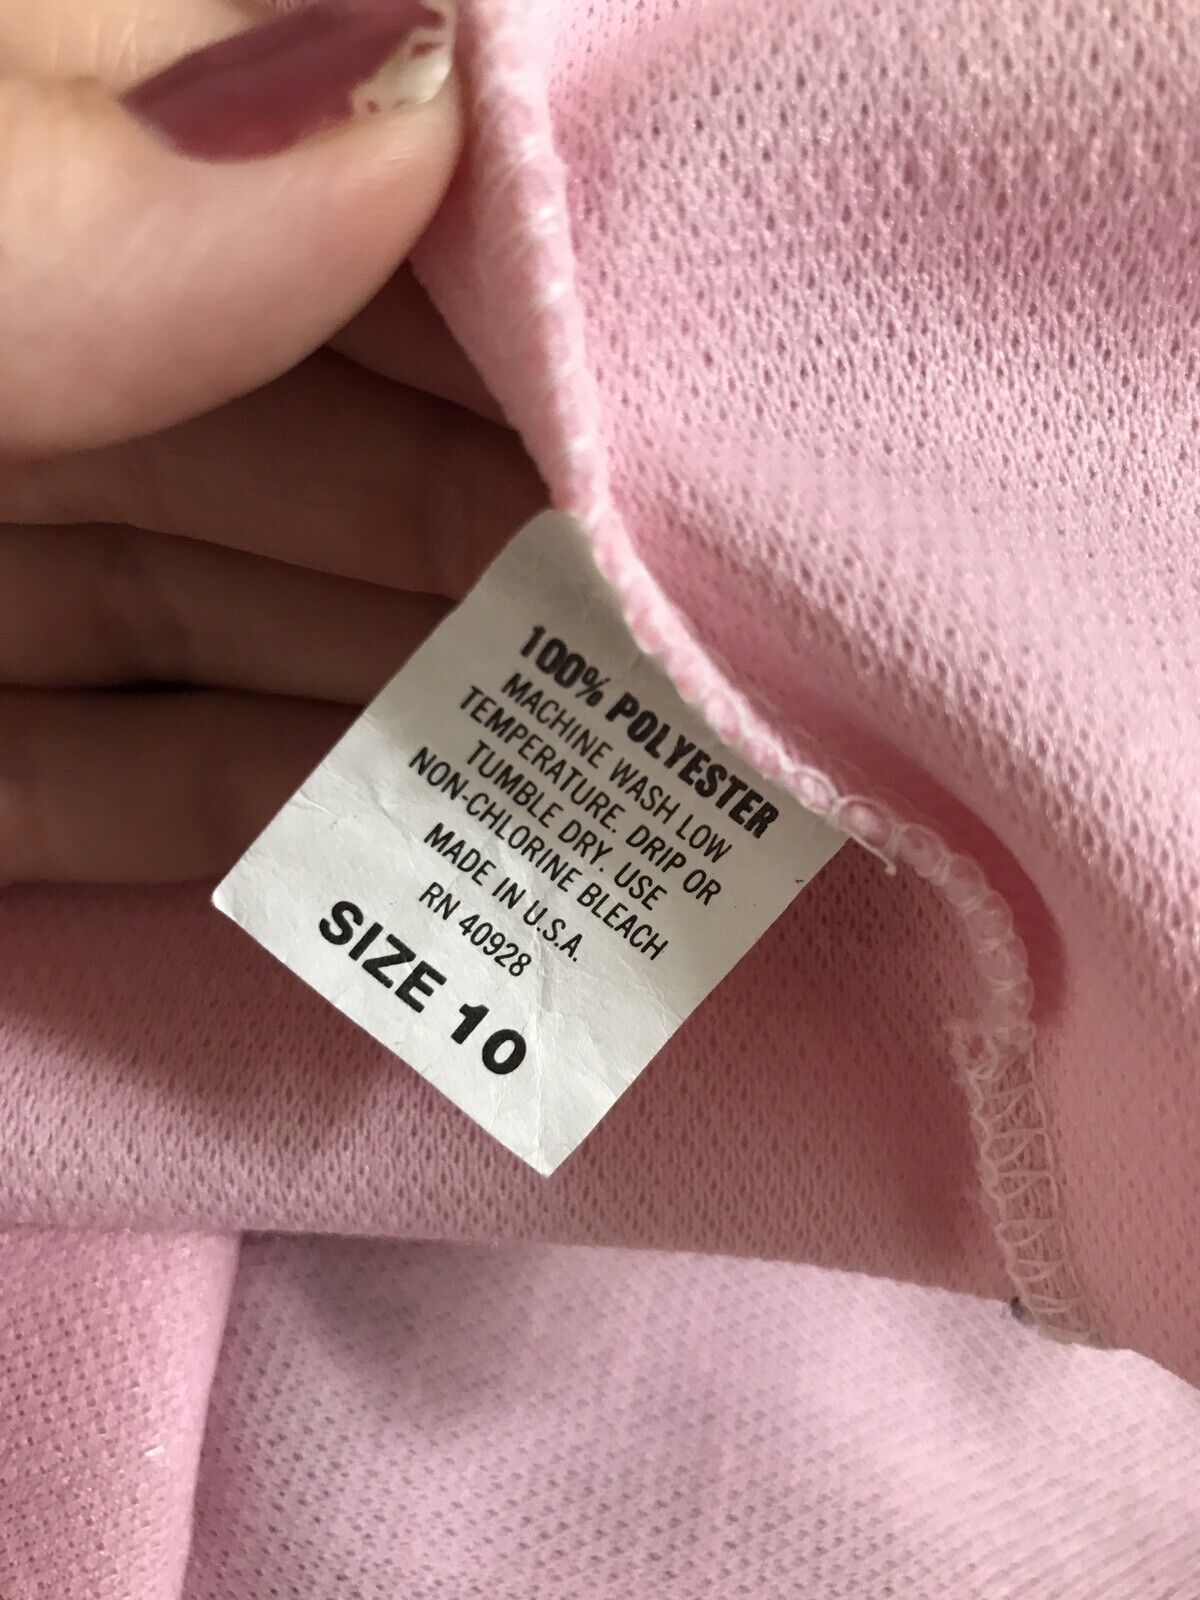 100% POLYESTER
MACHINE WASH LOW
TEMPERATURE. DRIP OR
TUMBLE DRY. USE
NON-CHLORINE BLEACH
MADE IN U.S.A.
RN 40928
SIZE 10